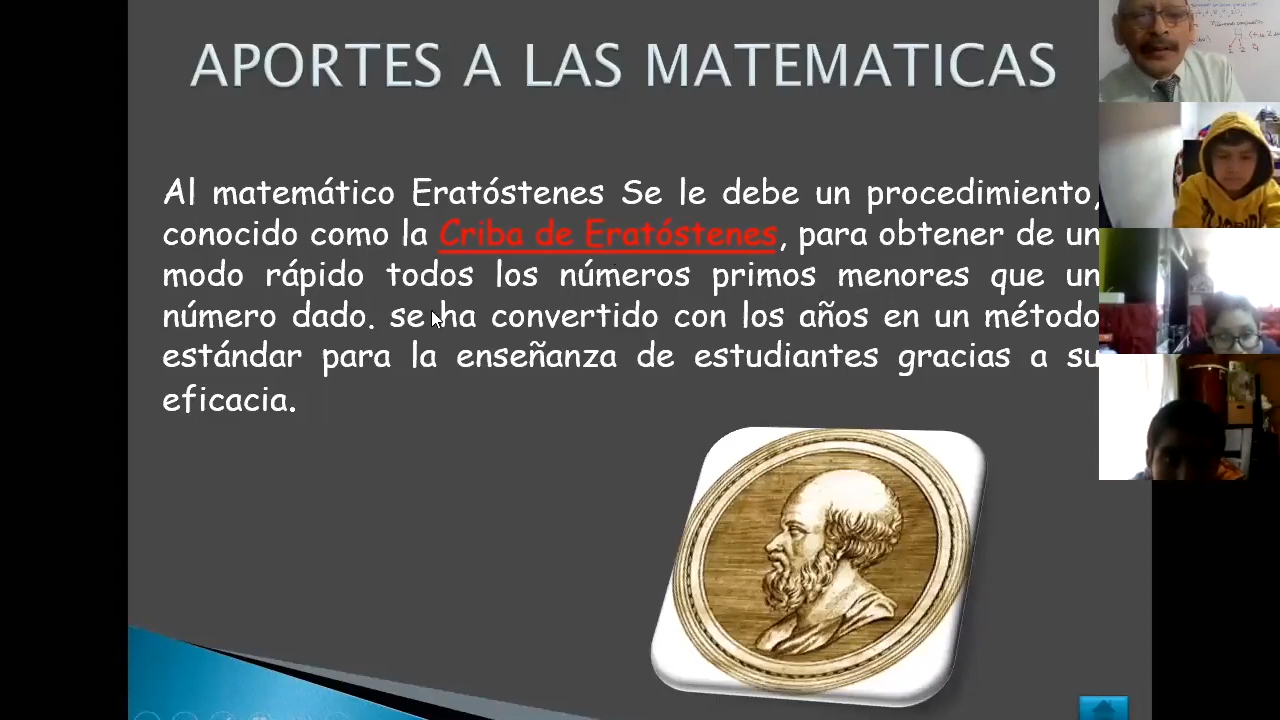 APORTES A LAS MATEMATICAS
Al matemático Eratóstenes Se le debe un procedimiento,
conocido como la Criba de Eratóstenes, para obtener de un
modo rápido todos los números primos menores que un
número dado. se ha convertido con los años en un método
estándar para la enseñanza de estudiantes gracias a su
eficacia.